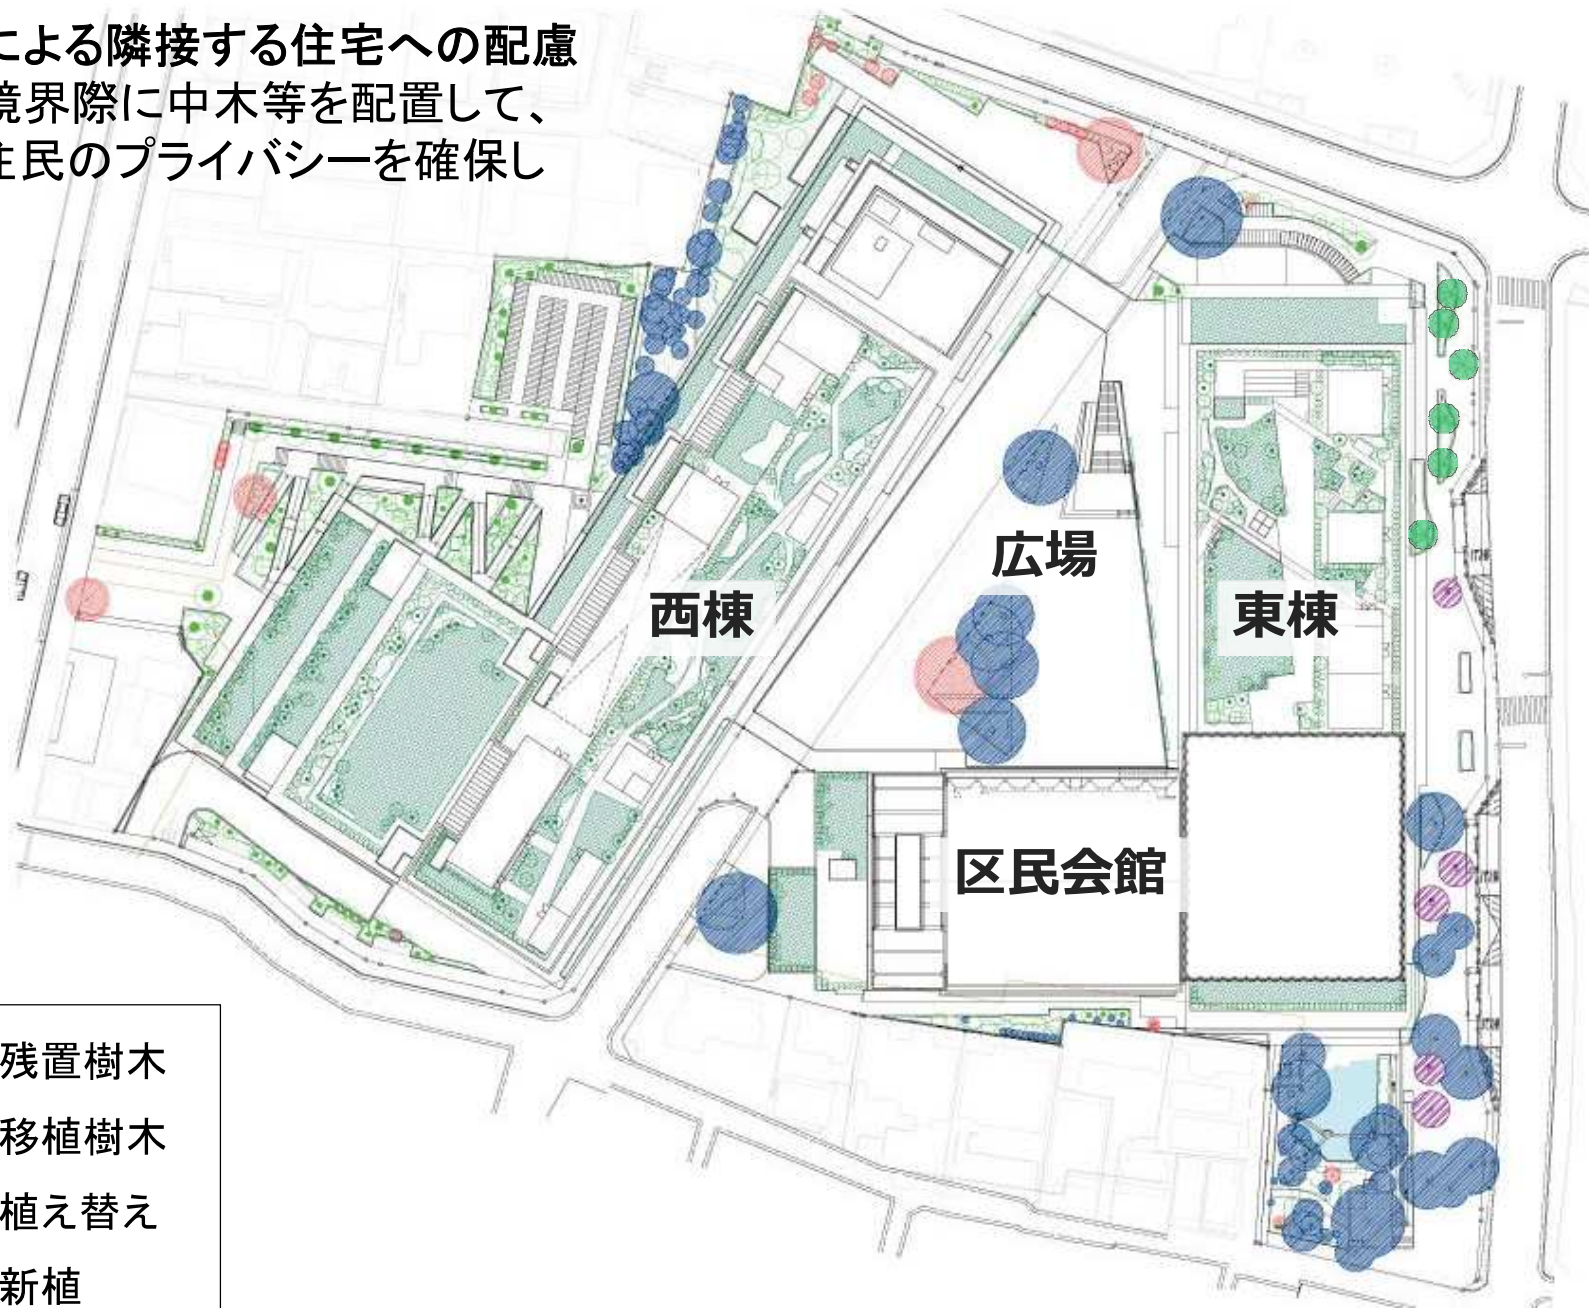 による隣接する住宅への配慮
境界際に中木等を配置して、
住民のプライバシーを確保し
広場
西棟
東棟
区民会館
残置樹木
移植樹木
植え替え
新植